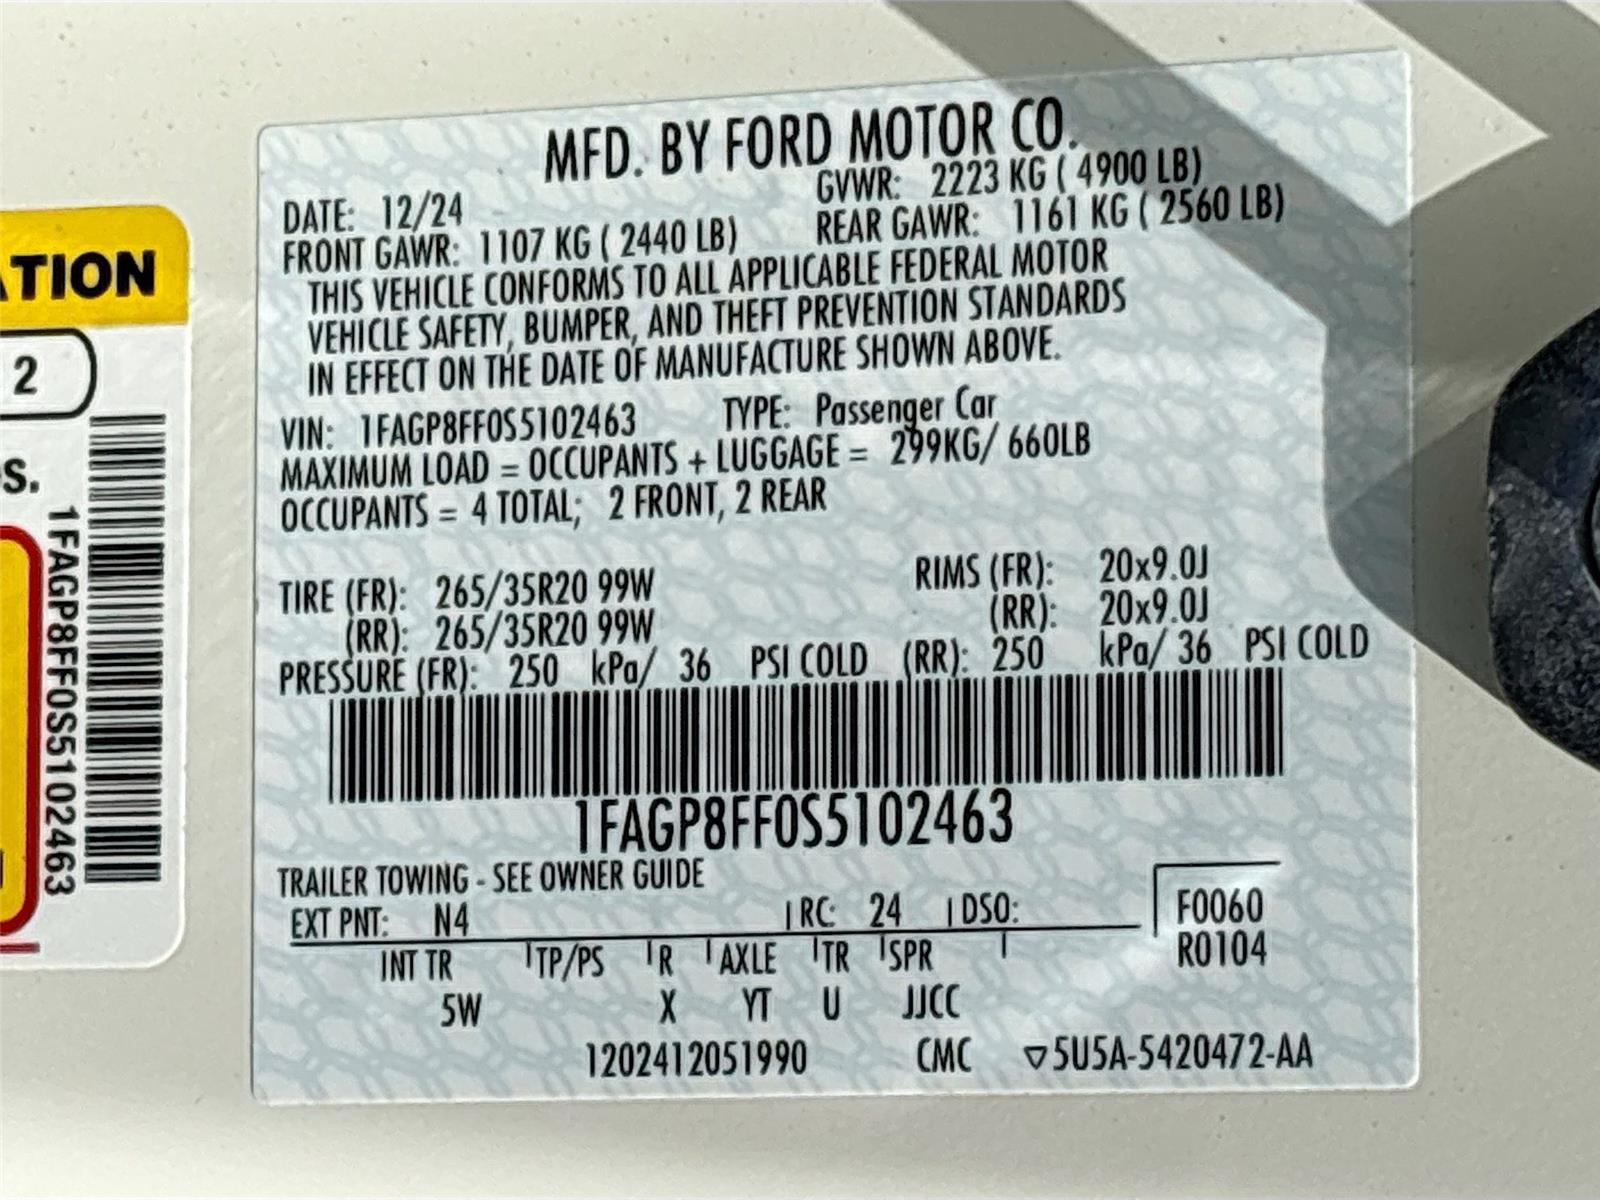 MFD. BY FORD MOTOR CO.
DATE: 12/24 GVWR: 2223 KG ( 4900 LB)
FRONT GAWR: 1107 KG ( 2440 LB) REAR GAWR: 1161 KG ( 2560 LB)
THIS VEHICLE CONFORMS TO ALL APPLICABLE FEDERAL MOTOR
VEHICLE SAFETY, BUMPER, AND THEFT PREVENTION STANDARDS
IN EFFECT ON THE DATE OF MANUFACTURE SHOWN ABOVE.
VIN: 1FAGP8FF0S5102463 TYPE: Passenger Car
MAXIMUM LOAD = OCCUPANTS + LUGGAGE = 299KG/ 660LB
OCCUPANTS = 4 TOTAL; 2 FRONT, 2 REAR
TIRE (FR): 265/35R20 99W RIMS (FR): 20x9.0J
(RR): 265/35R20 99W (RR): 20x9.0J
PRESSURE (FR): 250 kPa/ 36 PSI COLD (RR): 250 kPa/ 36 PSI COLD
1FAGP8FF0S5102463
TRAILER TOWING - SEE OWNER GUIDE
EXT PNT: N4 RC: 24 DSO: F0060
R0104
INT TR TP/PS R AXLE TR SPR
5W X YT U JJCC
1202412051990 CMC ▽5U5A-5420472-AA
ATION
2
S.
1FAGP8FF0S5102463